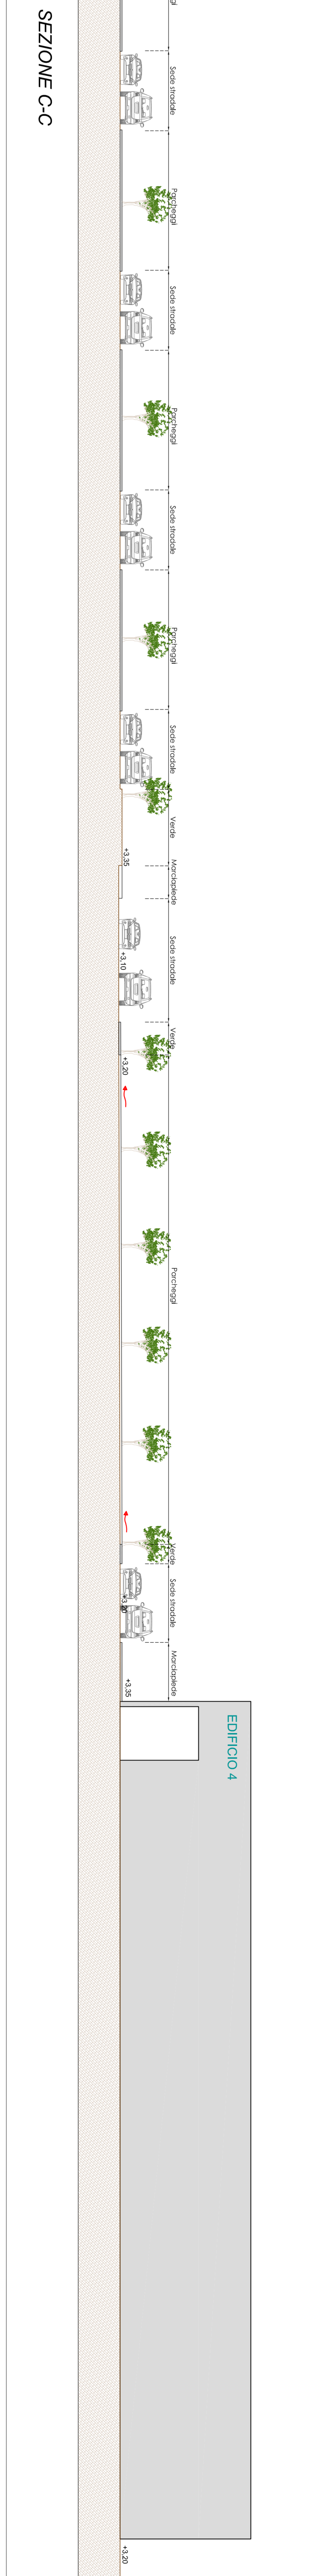 gi
Sede stradale
Parcheggi
Sede stradale
Parcheggi
Sede stradale
Parcheggi
Sede stradale
Verde
Marciapiede
Sede stradale
Verde
Parcheggi
Verde
Sede stradale
Marciapiede
+3,35
+3,10
+3,20
+3,35
+3,20
EDIFICIO 4
SEZIONE C-C